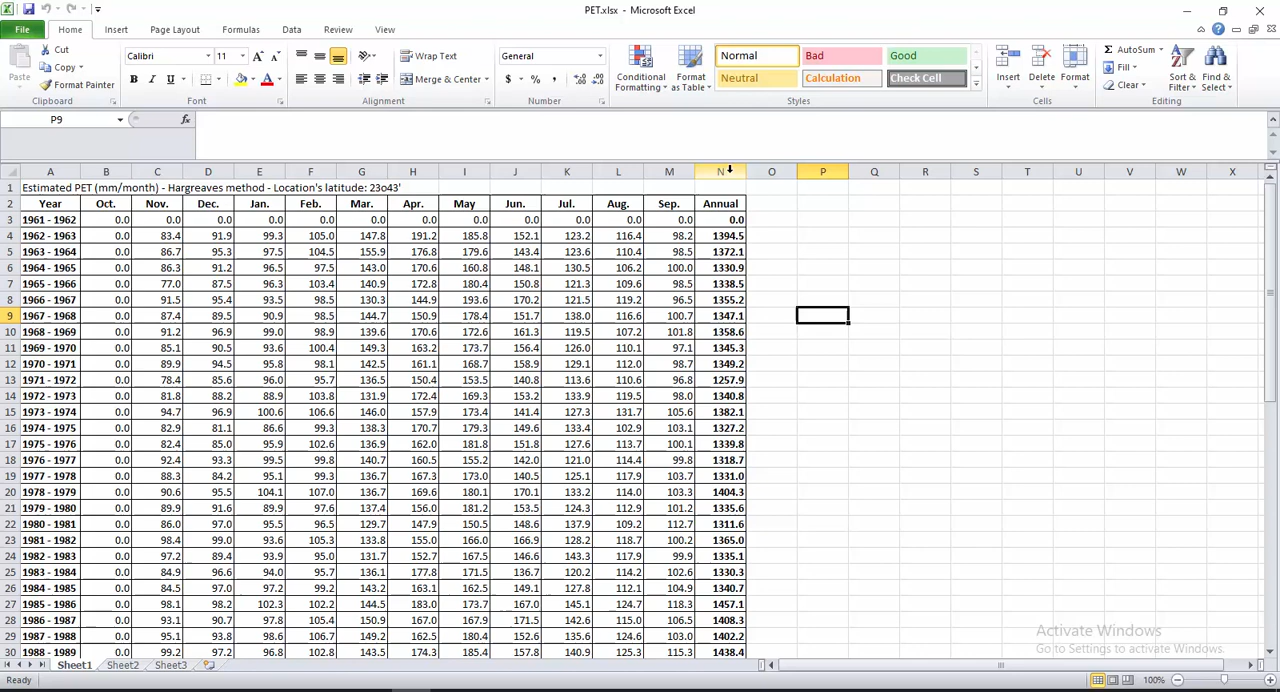 PET.xlsx - Microsoft Excel
File Home Insert Page Layout Formulas Data Review View
Cut Calibri 11 Wrap Text General Normal Bad Good AutoSum
Copy Fill
Paste Format Painter Merge & Center Conditional Formatting Format as Table Neutral Calculation Check Cell Insert Delete Format Clear Sort & Filter Find & Select
Clipboard Font Alignment Number Styles Cells Editing
P9 fx
A B C D E F G H I J K L M N O P Q R S T U V W X
1 Estimated PET (mm/month) - Hargreaves method - Location's latitude: 23o43'
2 Year Oct. Nov. Dec. Jan. Feb. Mar. Apr. May Jun. Jul. Aug. Sep. Annual
3 1961 - 1962 0.0 0.0 0.0 0.0 0.0 0.0 0.0 0.0 0.0 0.0 0.0 0.0 0.0
4 1962 - 1963 0.0 83.4 91.9 99.3 105.0 147.8 191.2 185.8 152.1 123.2 116.4 98.2 1394.5
5 1963 - 1964 0.0 86.7 95.3 97.5 104.5 155.9 176.8 179.6 143.4 123.6 110.4 98.5 1372.1
6 1964 - 1965 0.0 86.3 91.2 96.5 97.5 143.0 170.6 160.8 148.1 130.5 106.2 100.0 1330.9
7 1965 - 1966 0.0 77.0 87.5 96.3 103.4 140.9 172.8 180.4 150.8 121.3 109.6 98.5 1338.5
8 1966 - 1967 0.0 91.5 95.4 93.5 98.5 130.3 144.9 193.6 170.2 121.5 119.2 96.5 1355.2
9 1967 - 1968 0.0 87.4 89.5 90.9 98.5 144.7 150.9 178.4 151.7 138.0 116.6 100.7 1347.1
10 1968 - 1969 0.0 91.2 96.9 99.0 98.9 139.6 170.6 172.6 161.3 119.5 107.2 101.8 1358.6
11 1969 - 1970 0.0 85.1 90.5 93.6 100.4 149.3 163.2 173.7 156.4 126.0 110.1 97.1 1345.3
12 1970 - 1971 0.0 89.9 94.5 95.8 98.1 142.5 161.1 168.7 158.9 129.1 112.0 98.7 1349.2
13 1971 - 1972 0.0 78.4 85.6 96.0 95.7 136.5 150.4 153.5 140.8 113.6 110.6 96.8 1257.9
14 1972 - 1973 0.0 81.8 88.2 88.9 103.8 131.9 172.4 169.3 153.2 133.9 119.5 98.0 1340.8
15 1973 - 1974 0.0 94.7 96.9 100.6 106.6 146.0 157.9 173.4 141.4 127.3 131.7 105.6 1382.1
16 1974 - 1975 0.0 82.9 81.1 86.6 99.3 138.3 170.7 179.3 149.6 133.4 102.9 103.1 1327.2
17 1975 - 1976 0.0 82.4 85.0 95.9 102.6 136.9 162.0 181.8 151.8 127.6 113.7 100.1 1339.8
18 1976 - 1977 0.0 92.4 93.3 99.5 99.8 140.7 160.5 155.2 142.0 121.0 114.4 99.8 1318.7
19 1977 - 1978 0.0 88.3 84.2 95.1 99.3 136.7 167.3 173.0 140.5 125.1 117.9 103.7 1331.0
20 1978 - 1979 0.0 90.6 95.5 104.1 107.0 136.7 169.6 180.1 170.1 133.2 114.0 103.3 1404.3
21 1979 - 1980 0.0 89.9 91.6 89.9 97.6 137.4 156.0 181.2 153.5 124.3 112.9 101.2 1335.6
22 1980 - 1981 0.0 86.0 97.0 95.5 96.5 129.7 147.9 150.5 148.6 137.9 109.2 112.7 1311.6
23 1981 - 1982 0.0 98.4 99.0 93.6 105.3 133.8 155.0 166.0 166.9 128.2 118.7 100.2 1365.0
24 1982 - 1983 0.0 97.2 89.4 93.9 95.0 131.7 152.7 167.5 146.6 143.3 117.9 99.9 1335.1
25 1983 - 1984 0.0 84.9 96.6 94.0 95.7 136.1 177.8 171.5 136.7 120.2 114.2 102.6 1330.3
26 1984 - 1985 0.0 84.5 97.0 97.2 99.2 143.2 163.1 162.5 149.1 127.8 112.1 104.9 1340.7
27 1985 - 1986 0.0 98.1 98.2 102.3 102.2 144.5 183.0 173.7 167.0 145.1 124.7 118.3 1457.1
28 1986 - 1987 0.0 93.1 90.7 97.8 105.4 150.9 167.0 167.9 171.5 142.6 115.0 106.5 1408.3
29 1987 - 1988 0.0 95.1 93.8 98.6 106.7 149.2 162.5 180.4 152.6 135.6 124.6 103.0 1402.2
30 1988 - 1989 0.0 99.2 97.2 96.8 102.8 143.5 174.3 185.4 157.8 140.9 125.3 115.3 1438.4
Activate Windows
Go to Settings to activate Windows.
Sheet1 Sheet2 Sheet3
Ready 100%